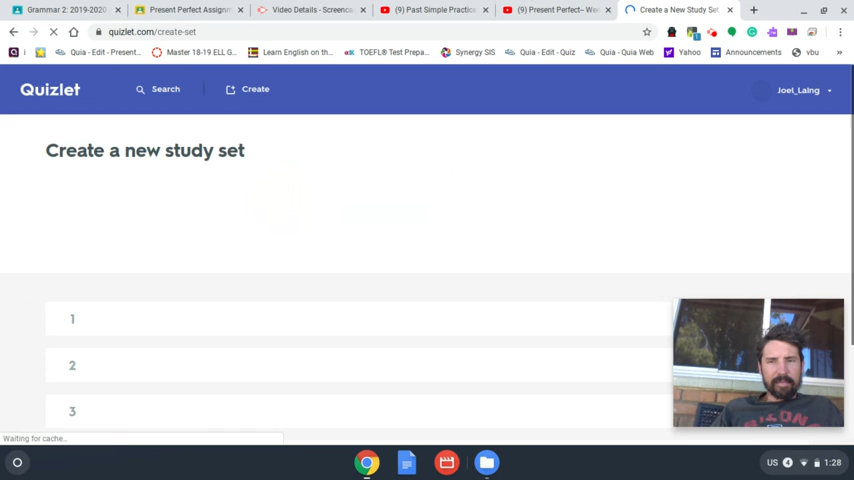 Grammar 2: 2019-2020
Present Perfect Assignm
Video Details - Screenca
(9) Past Simple Practice
(9) Present Perfect-- We
Create a New Study Set
quizlet.com/create-set
Quia - Edit - Present...
Master 18-19 ELL G...
Learn English on th...
TOEFL® Test Prepa...
Synergy SIS
Quia - Edit - Quiz
Quia - Quia Web
Yahoo
Announcements
vbu
»
Quizlet
Search
Create
Joel_Laing
Create a new study set
1
2
3
Waiting for cache...
US 4 1:28